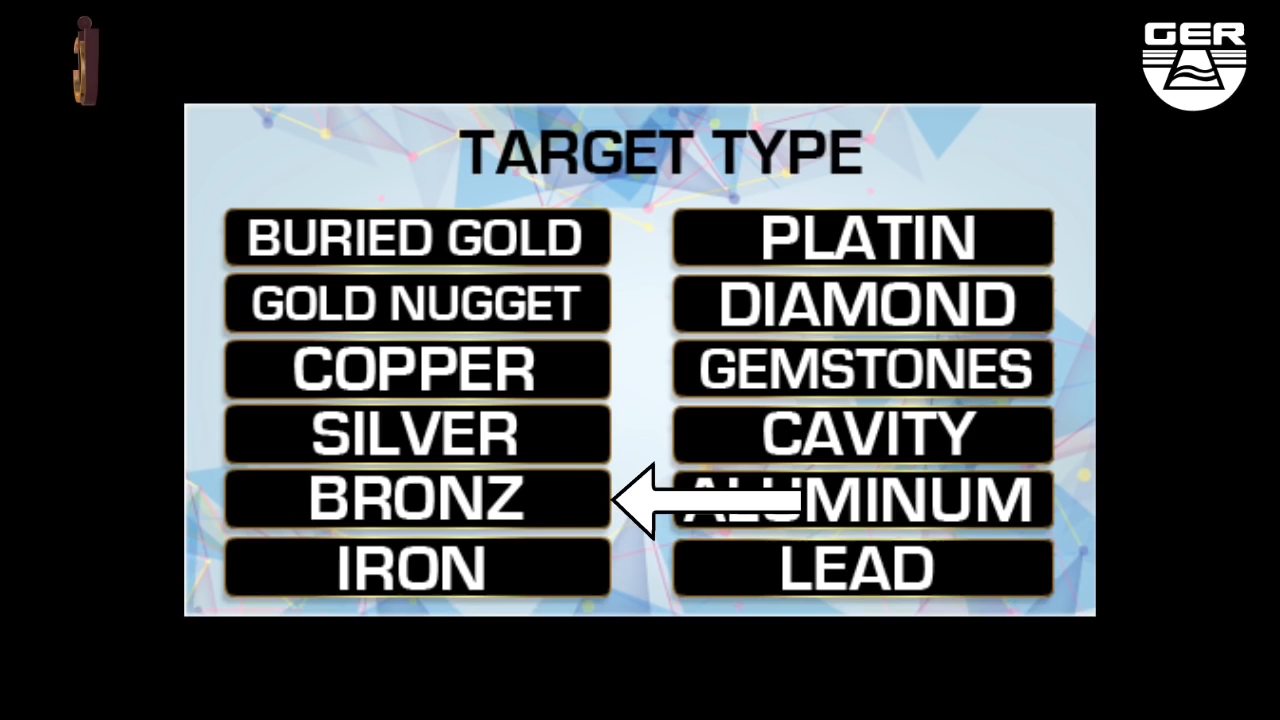 GER
TARGET TYPE
BURIED GOLD
PLATIN
GOLD NUGGET
DIAMOND
COPPER
GEMSTONES
SILVER
CAVITY
BRONZ
ALUMINUM
IRON
LEAD